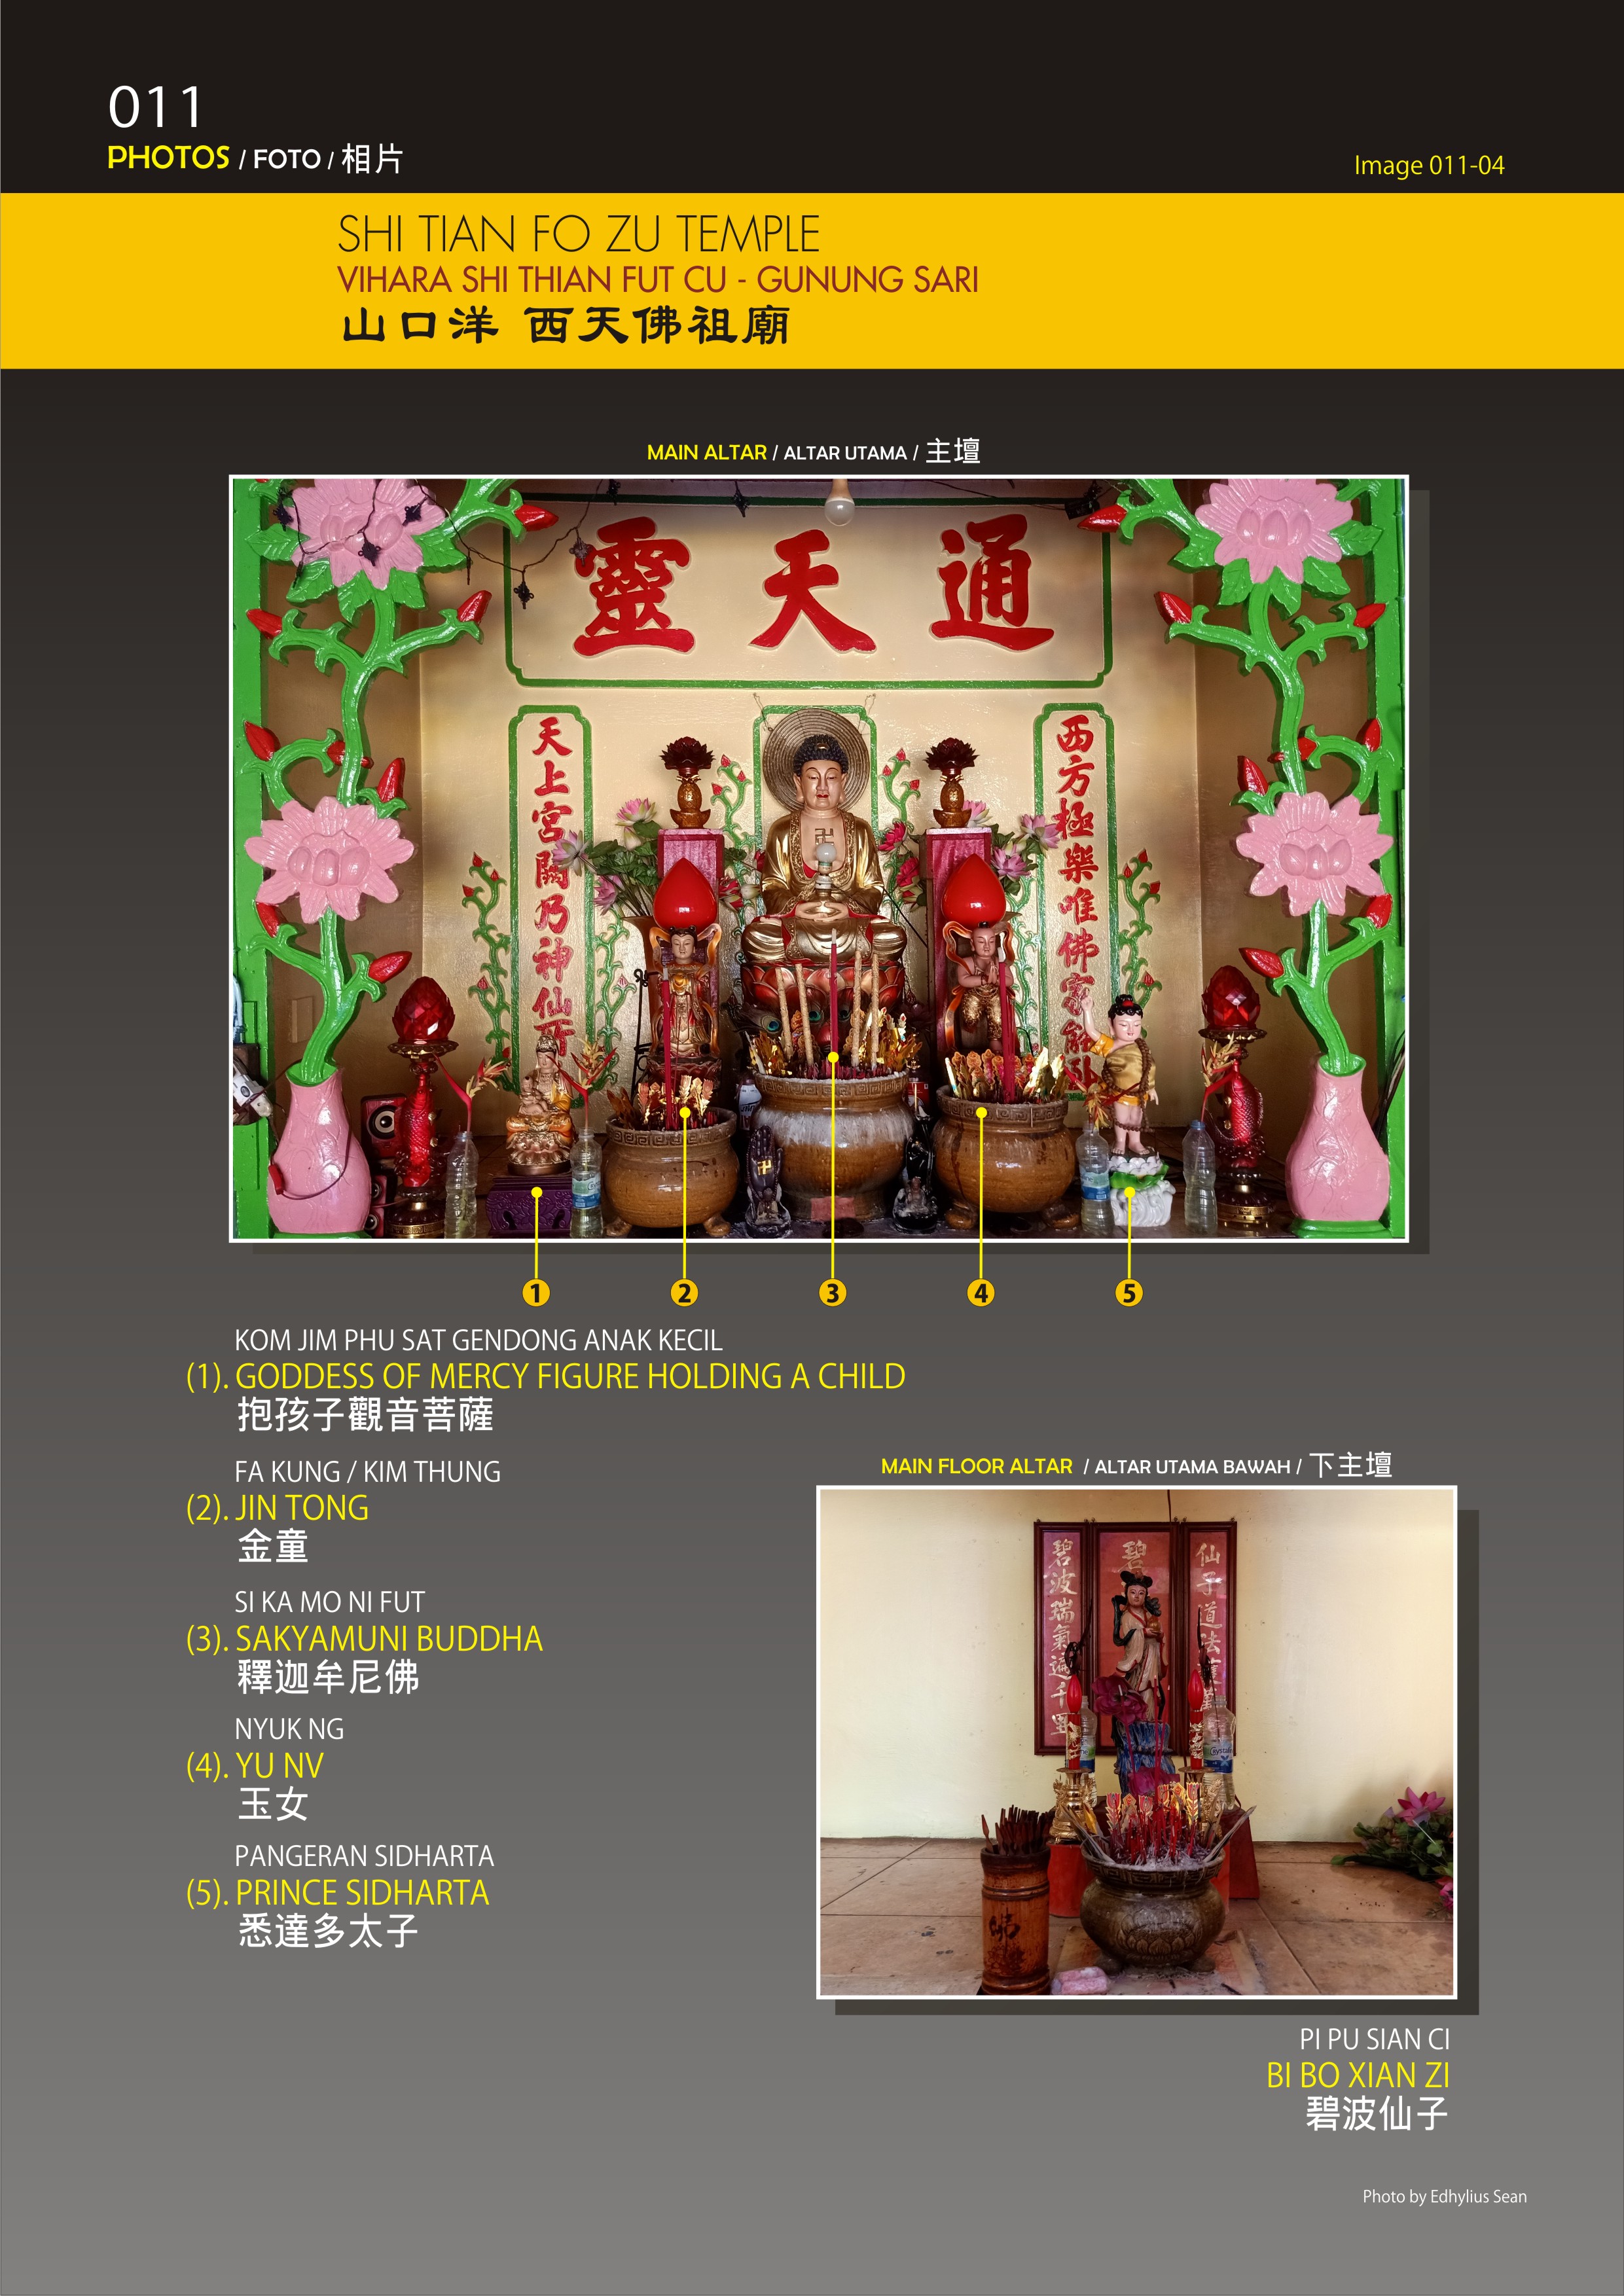 011
PHOTOS / FOTO / 相片
Image 011-04
SHI TIAN FO ZU TEMPLE
VIHARA SHI THIAN FUT CU - GUNUNG SARI
山口洋 西天佛祖廟
MAIN ALTAR / ALTAR UTAMA / 主壇
靈天通
天上宮闕乃神仙所
西方極樂唯佛家能
卍
1 2 3 4 5
KOM JIM PHU SAT GENDONG ANAK KECIL
(1). GODDESS OF MERCY FIGURE HOLDING A CHILD
抱孩子觀音菩薩
FA KUNG / KIM THUNG
(2). JIN TONG
金童
SI KA MO NI FUT
(3). SAKYAMUNI BUDDHA
釋迦牟尼佛
NYUK NG
(4). YU NV
玉女
PANGERAN SIDHARTA
(5). PRINCE SIDHARTA
悉達多太子
MAIN FLOOR ALTAR / ALTAR UTAMA BAWAH / 下主壇
碧波瑞氣遍千里
碧
仙子道法
佛
PI PU SIAN CI
BI BO XIAN ZI
碧波仙子
Photo by Edhylius Sean